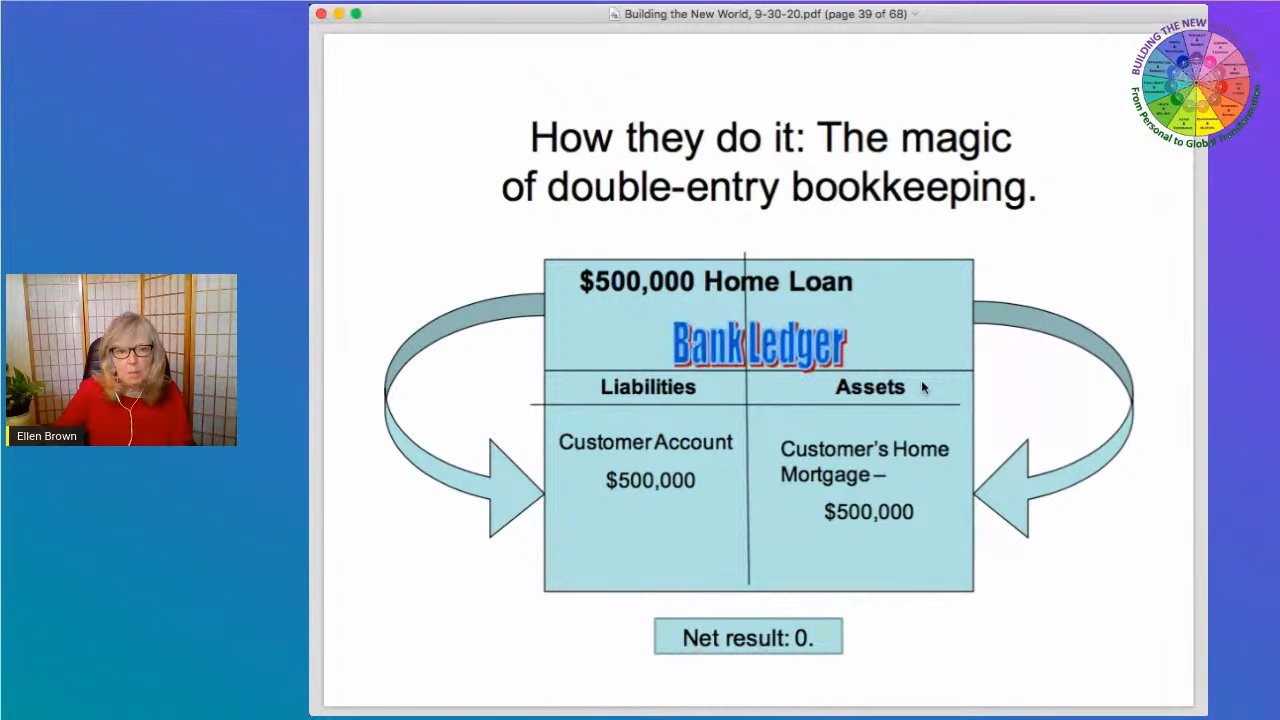 Building the New World, 9-30-20.pdf (page 39 of 68)
BUILDING THE NEW
From Personal to Global Transformation
How they do it: The magic
of double-entry bookkeeping.
$500,000 Home Loan
Bank Ledger
Liabilities
Assets
Customer Account
$500,000
Customer's Home
Mortgage –
$500,000
Net result: 0.
Ellen Brown